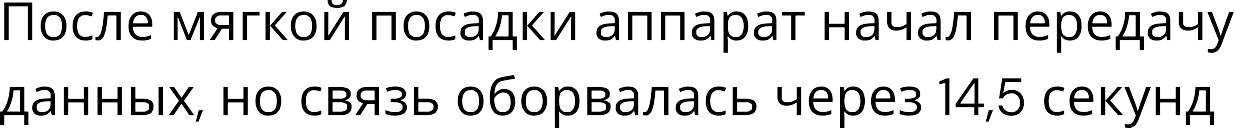 После мягкой посадки аппарат начал передачу
данных, но связь оборвалась через 14,5 секунд